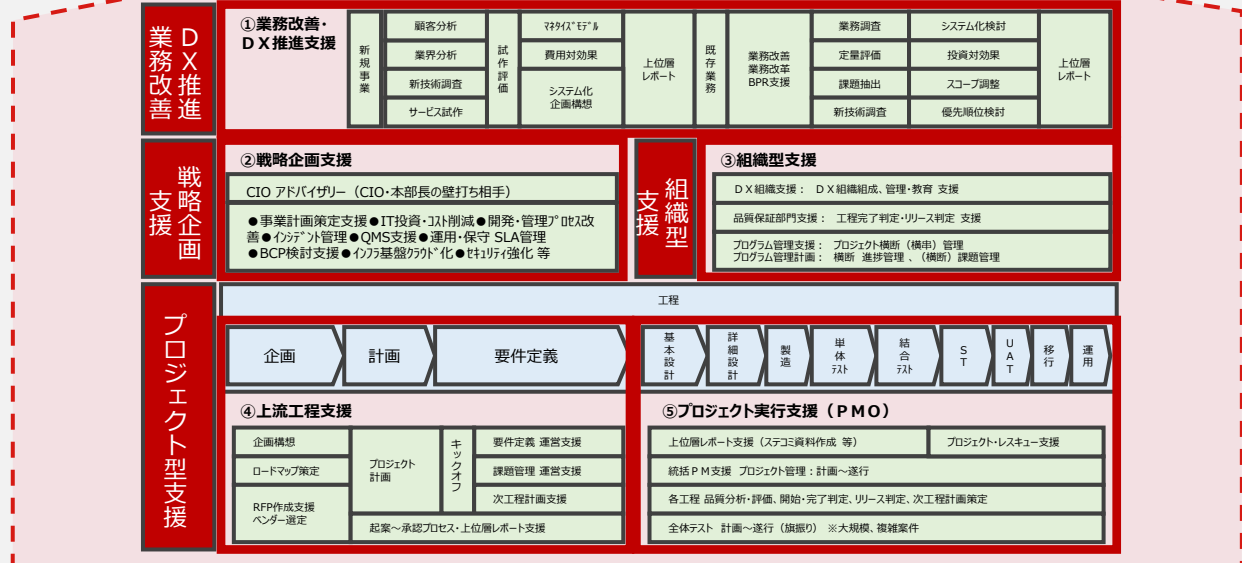 DX推進
業務改善
①業務改善・
DX推進支援
新規事業
顧客分析
業界分析
新技術調査
サービス試作
試作評価
ﾏﾈﾀｲｽﾞﾓﾃﾞﾙ
費用対効果
システム化
企画構想
上位層
レポート
既存業務
業務改善
業務改革
BPR支援
業務調査
定量評価
課題抽出
新技術調査
システム化検討
投資対効果
スコープ調整
優先順位検討
上位層
レポート
戦略企画
支援
②戦略企画支援
CIO アドバイザリー（CIO・本部長の壁打ち相手）
●事業計画策定支援●IT投資・ｺｽﾄ削減●開発・管理ﾌﾟﾛｾｽ改
善●ｲﾝｼﾃﾞﾝﾄ管理●QMS支援●運用・保守 SLA管理
●BCP検討支援●ｲﾝﾌﾗ基盤ｸﾗｳﾄﾞ化●ｾｷｭﾘﾃｨ強化 等
組織型
支援
③組織型支援
DX組織支援： DX組織組成、管理・教育 支援
品質保証部門支援： 工程完了判定・リリース判定 支援
プログラム管理支援： プロジェクト横断（横串）管理
プログラム管理計画： 横断 進捗管理 、（横断）課題管理
プロジェクト型支援
工程
企画
計画
要件定義
基本設計
詳細設計
製造
単体ﾃｽﾄ
結合ﾃｽﾄ
ST
UAT
移行
運用
④上流工程支援
企画構想
ロードマップ策定
RFP作成支援
ベンダー選定
プロジェクト
計画
キックオフ
要件定義 運営支援
課題管理 運営支援
次工程計画支援
起案～承認プロセス・上位層レポート支援
⑤プロジェクト実行支援（PMO）
上位層レポート支援（ステコミ資料作成 等）
プロジェクト・レスキュー支援
統括PM支援 プロジェクト管理：計画～遂行
各工程 品質分析・評価、開始・完了判定、リリース判定、次工程計画策定
全体テスト 計画～遂行（旗振り） ※大規模、複雑案件